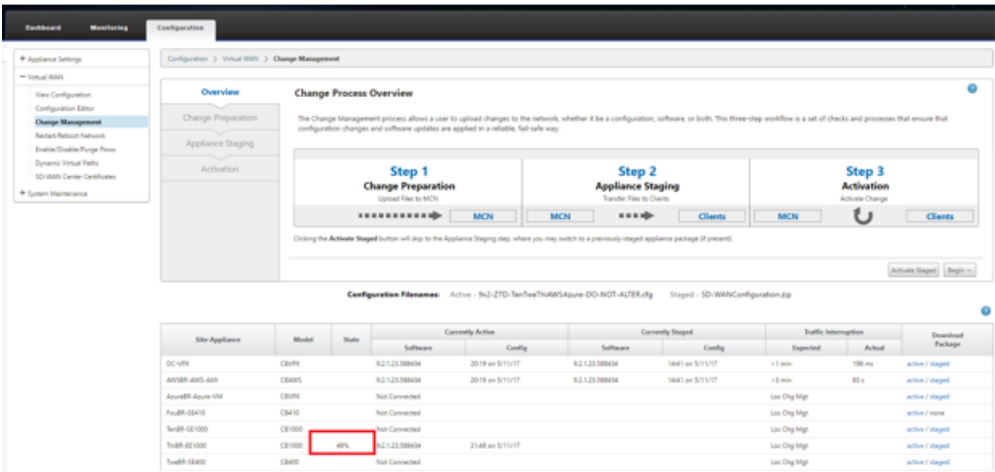 Dashboard Monitoring Configuration
+ Appliance Settings
− Virtual WAN
View Configuration
Configuration Editor
Change Management
Restart/Reboot Network
Enable/Disable/Purge Flows
Dynamic Virtual Paths
SD-WAN Center Certificates
+ System Maintenance
Configuration > Virtual WAN > Change Management
Overview
Change Preparation
Appliance Staging
Activation
Change Process Overview
The Change Management process allows a user to upload changes to the network, whether it be a configuration, software, or both. This three-step workflow is a set of checks and processes that ensure that
configuration changes and software updates are applied in a reliable, fail-safe way.
Step 1
Change Preparation
Upload Files to MCN
MCN
Step 2
Appliance Staging
Transfer Files to Clients
MCN Clients
Step 3
Activation
Activate Change
MCN Clients
Clicking the Activate Staged button will skip to the Appliance Staging step, where you may switch to a previously-staged appliance package (if present).
Activate Staged Begin →
Configuration Filenames: Active - 9x2-ZTD-TenTweThiAWSAzure-DO-NOT-ALTER.cfg Staged - SD-WANConfiguration.zip
Site-Appliance Model State Currently Active Currently Staged Traffic Interruption Download Package
Software Config Software Config Expected Actual
DC-VPX CBVPX 9.2.1.23.588434 20:19 on 5/11/17 9.2.1.23.588434 14:41 on 5/11/17 <1 min 198 ms active / staged
AWSBR-AWS-AMI CBAWS 9.2.1.23.588434 20:19 on 5/11/17 9.2.1.23.588434 14:41 on 5/11/17 <3 min 83 s active / staged
AzureBR-Azure-VM CBVPX Not Connected Loc Chg Mgt active / staged
FouBR-SE410 CB410 Not Connected Loc Chg Mgt active / none
TenBR-SE1000 CB1000 Not Connected Loc Chg Mgt active / staged
ThiBR-EE1000 CB1000 49% 9.2.1.23.588434 21:48 on 5/11/17 Loc Chg Mgt active / staged
TweBR-SE400 CB400 Not Connected Loc Chg Mgt active / staged